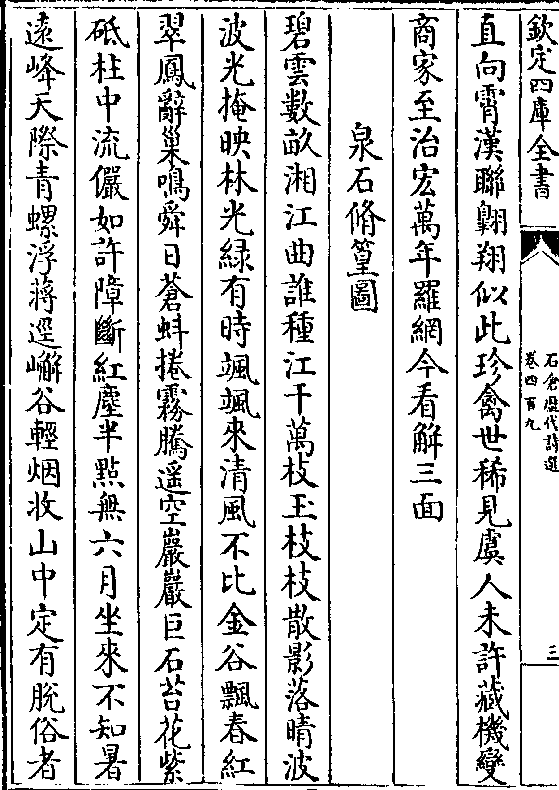 欽定四庫全書
石倉歷代詩選
卷四百九
三
直向霄漢聯翺翔似此珍禽世稀見虞人未許藏機變
商家至治宏萬年羅網今看解三面
泉石脩篁圖
碧雲數畝湘江曲誰種江干萬枝玉枝枝散影落晴波
波光掩映林光綠有時颯颯來清風不比金谷飄春紅
翠鳳辭巢鳴舜日蒼虯捲霧騰遥空巖巖巨石苔花紫
砥柱中流儼如許障斷紅塵半點無六月坐來不知暑
遠峰天際青螺浮蔣逕嶰谷輕烟收山中定有脫俗者